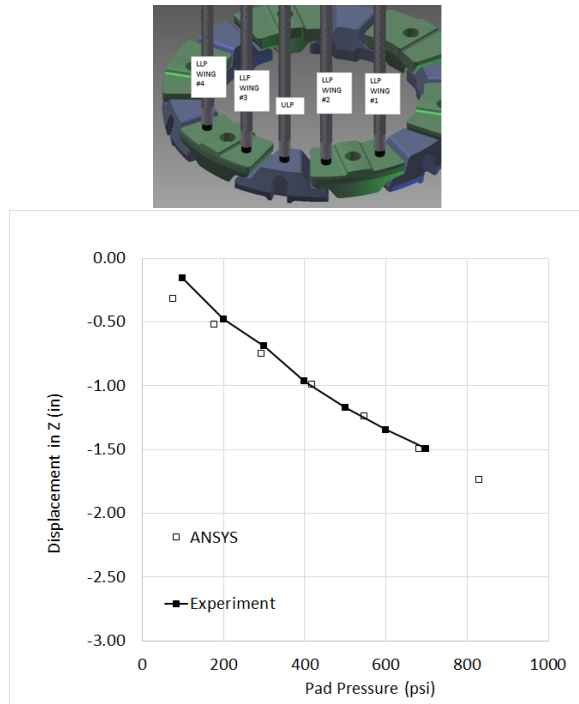 LLP
WING
#4
LLP
WING
#3
ULP
LLP
WING
#2
LLP
WING
#1
0.00
-0.50
-1.00
-1.50
-2.00
-2.50
-3.00
Displacement in Z (in)
ANSYS
Experiment
0
200
400
600
800
1000
Pad Pressure (psi)